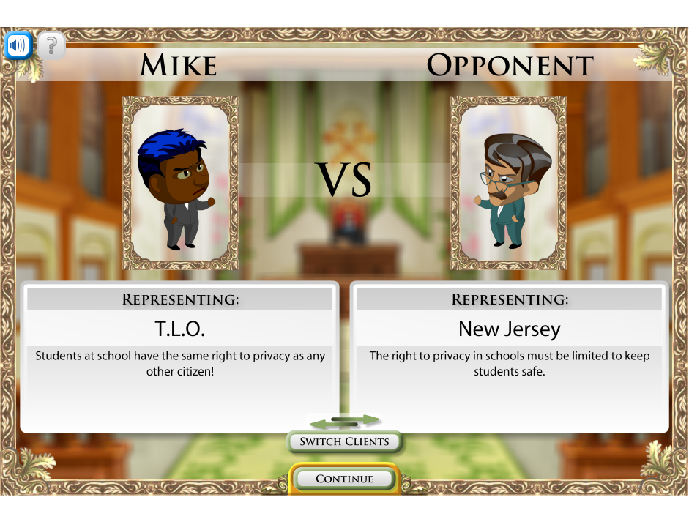 ?
MIKE
OPPONENT
VS
REPRESENTING:
T.L.O.
Students at school have the same right to privacy as any
other citizen!
REPRESENTING:
New Jersey
The right to privacy in schools must be limited to keep
students safe.
SWITCH CLIENTS
CONTINUE